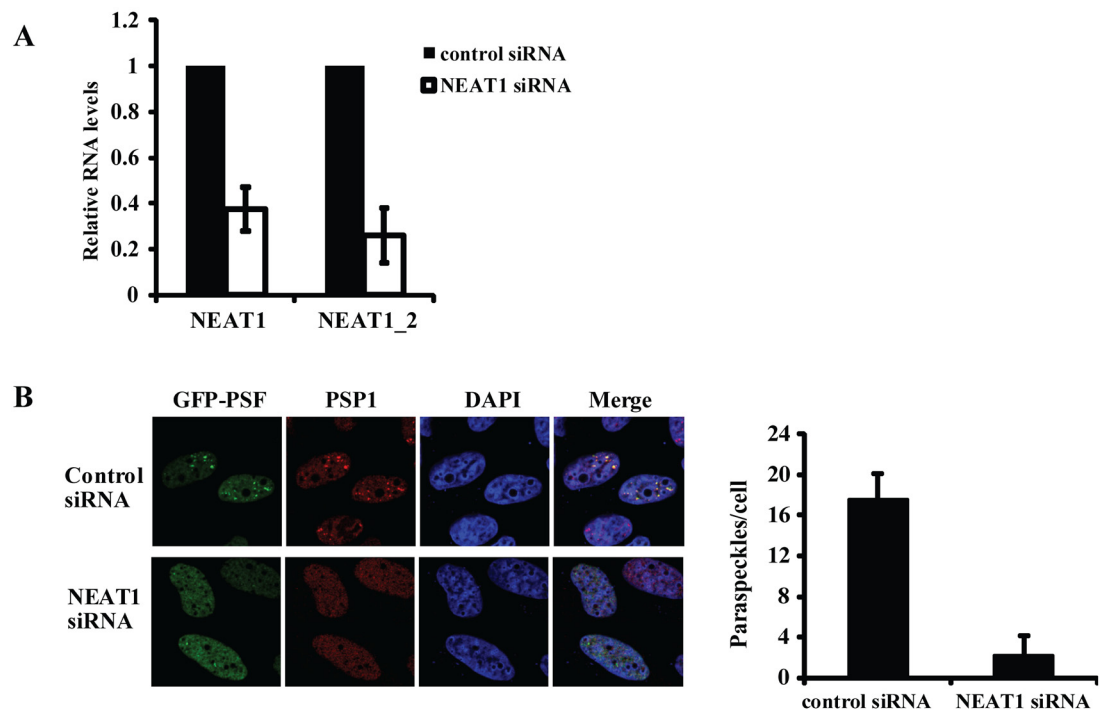 A
Relative RNA levels
1.2
1
0.8
0.6
0.4
0.2
0
control siRNA
NEAT1 siRNA
NEAT1
NEAT1_2
B
GFP-PSF
PSP1
DAPI
Merge
Control
siRNA
NEAT1
siRNA
Paraspeckles/cell
24
20
16
12
8
4
0
control siRNA
NEAT1 siRNA